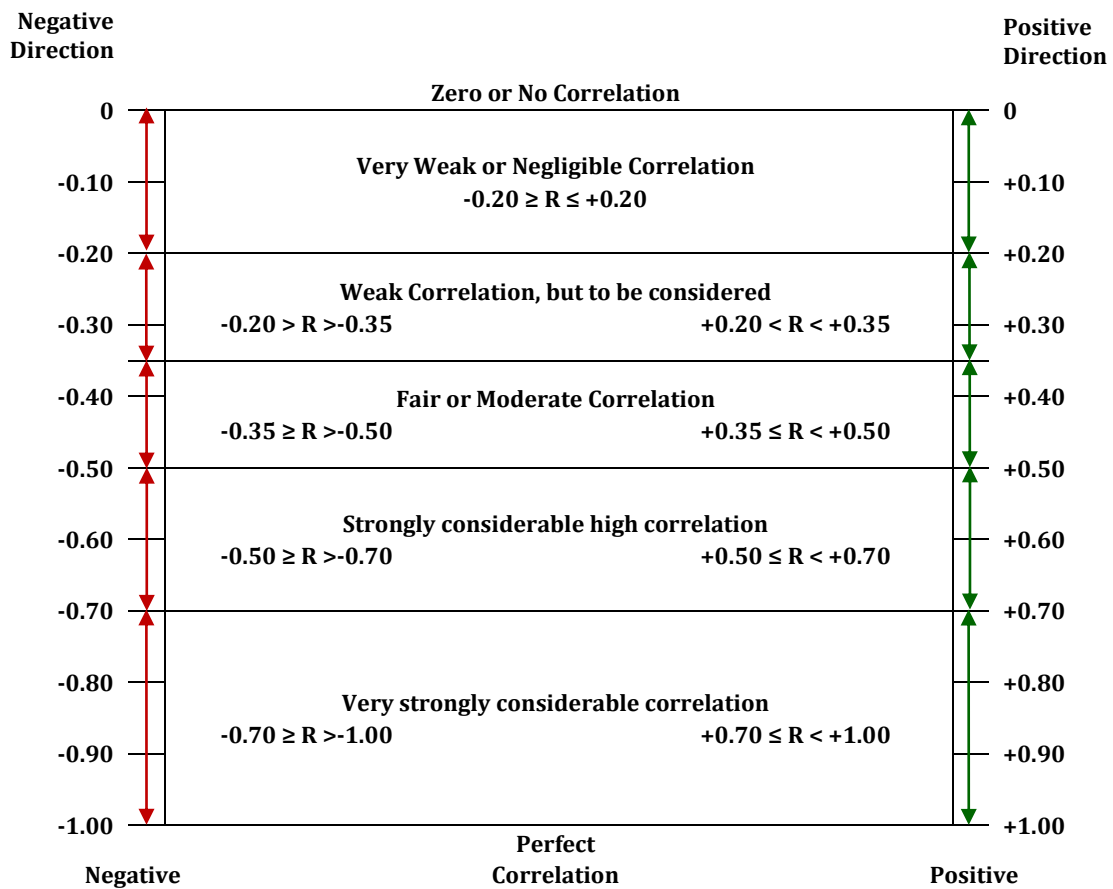 Negative
Direction
Positive
Direction
Zero or No Correlation
0
0
Very Weak or Negligible Correlation
-0.10
+0.10
-0.20 ≥ R ≤ +0.20
-0.20
+0.20
Weak Correlation, but to be considered
-0.30
-0.20 > R >-0.35
+0.20 < R < +0.35
+0.30
-0.40
Fair or Moderate Correlation
+0.40
-0.35 ≥ R >-0.50
+0.35 ≤ R < +0.50
-0.50
+0.50
Strongly considerable high correlation
-0.60
+0.60
-0.50 ≥ R >-0.70
+0.50 ≤ R < +0.70
-0.70
+0.70
-0.80
+0.80
Very strongly considerable correlation
-0.70 ≥ R >-1.00
+0.70 ≤ R < +1.00
-0.90
+0.90
-1.00
+1.00
Perfect
Correlation
Negative
Positive